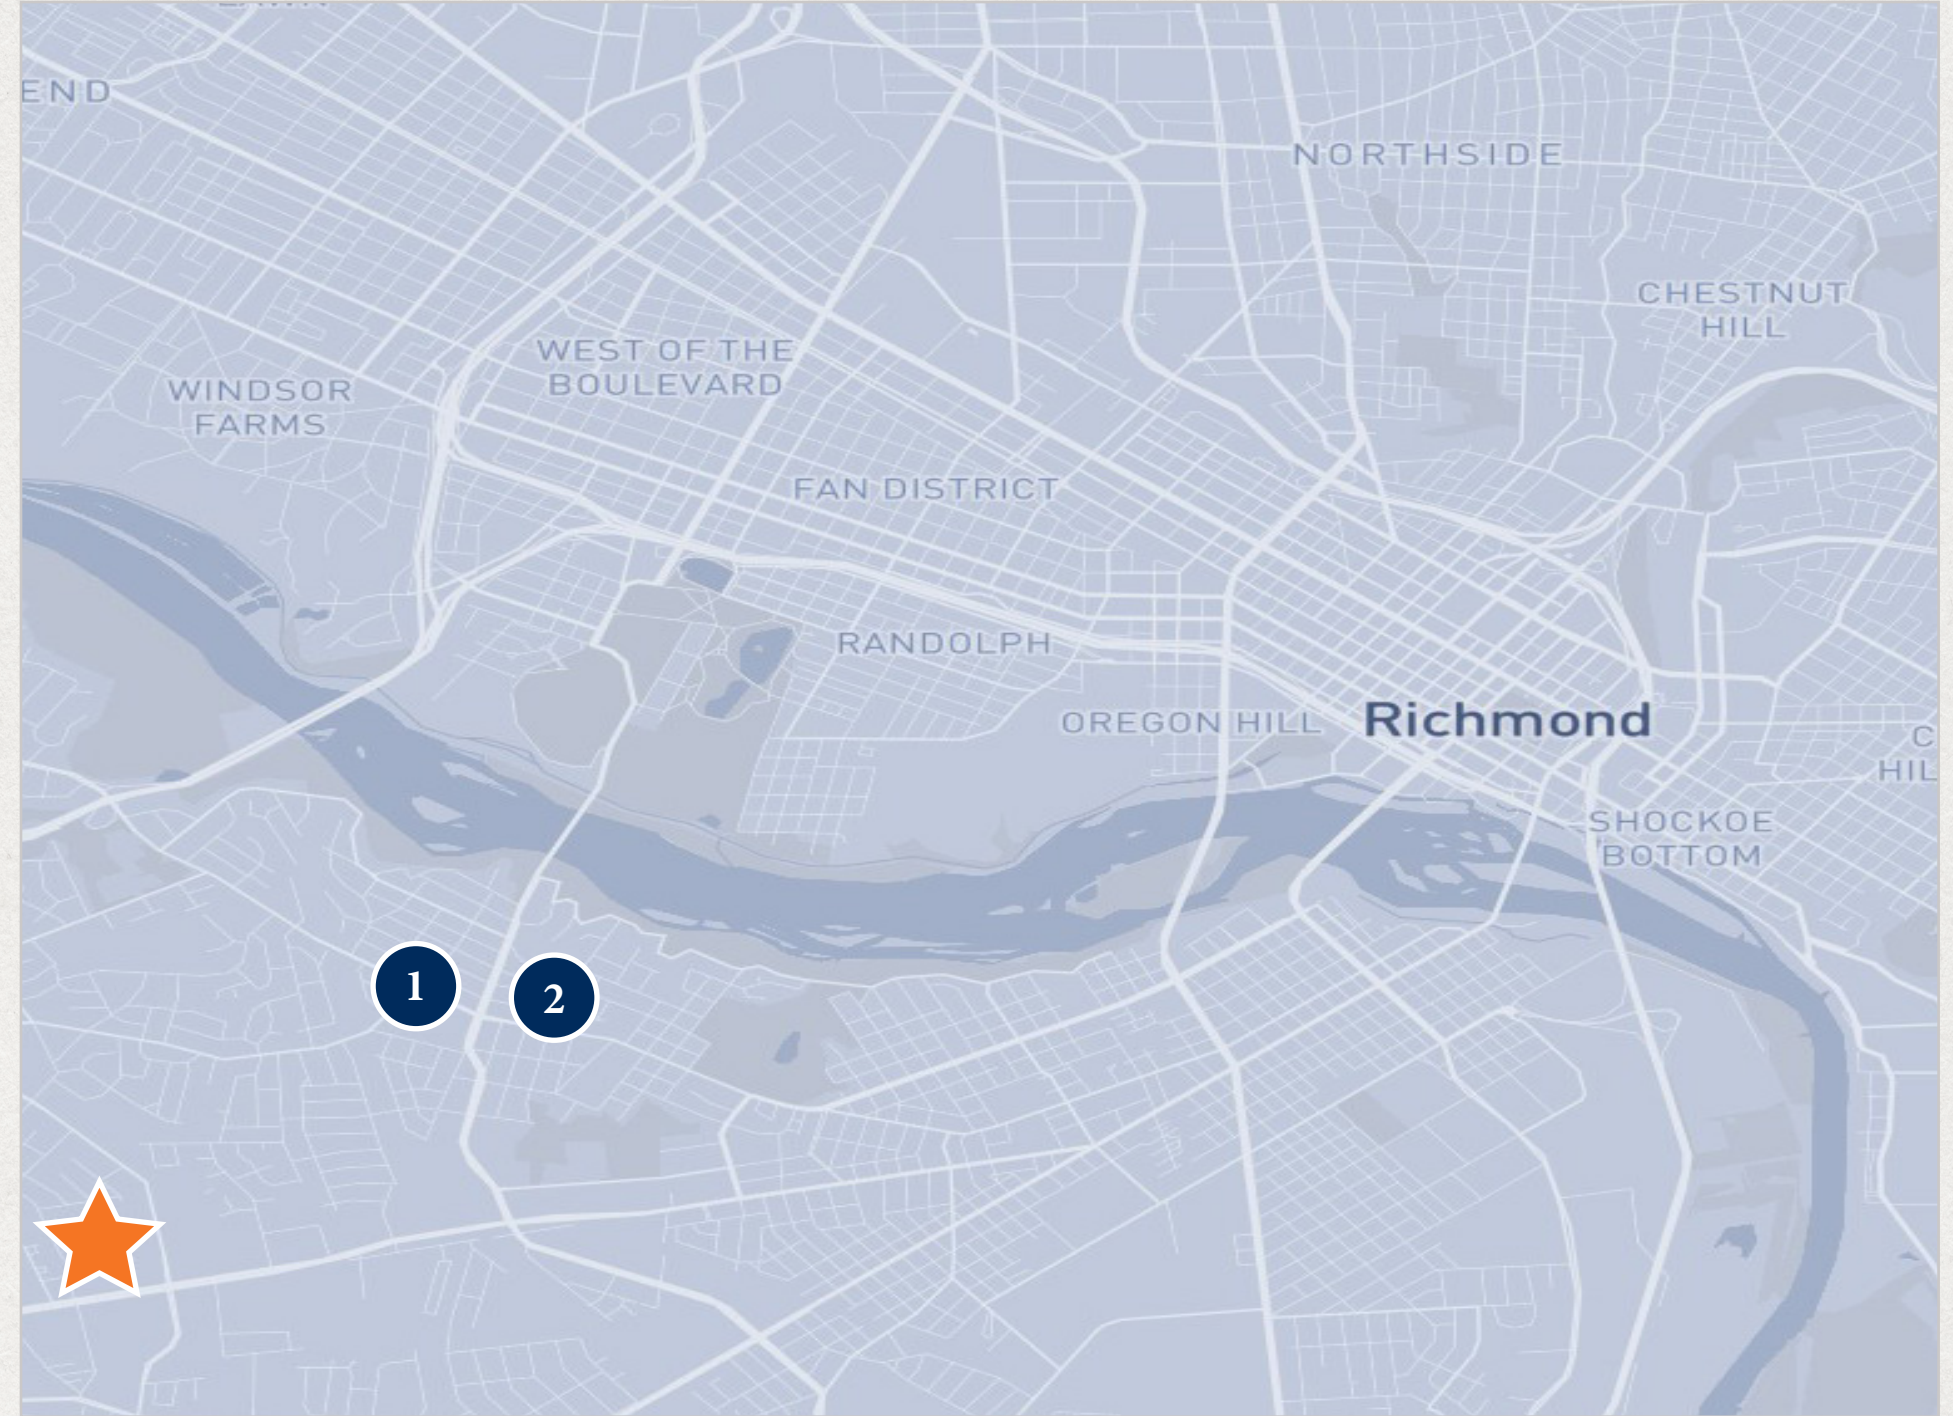 END
NORTHSIDE
CHESTNUT
HILL
WEST OF THE
BOULEVARD
WINDSOR
FARMS
FAN DISTRICT
RANDOLPH
OREGON HILL
Richmond
C
HIL
SHOCKOE
BOTTOM
1
2